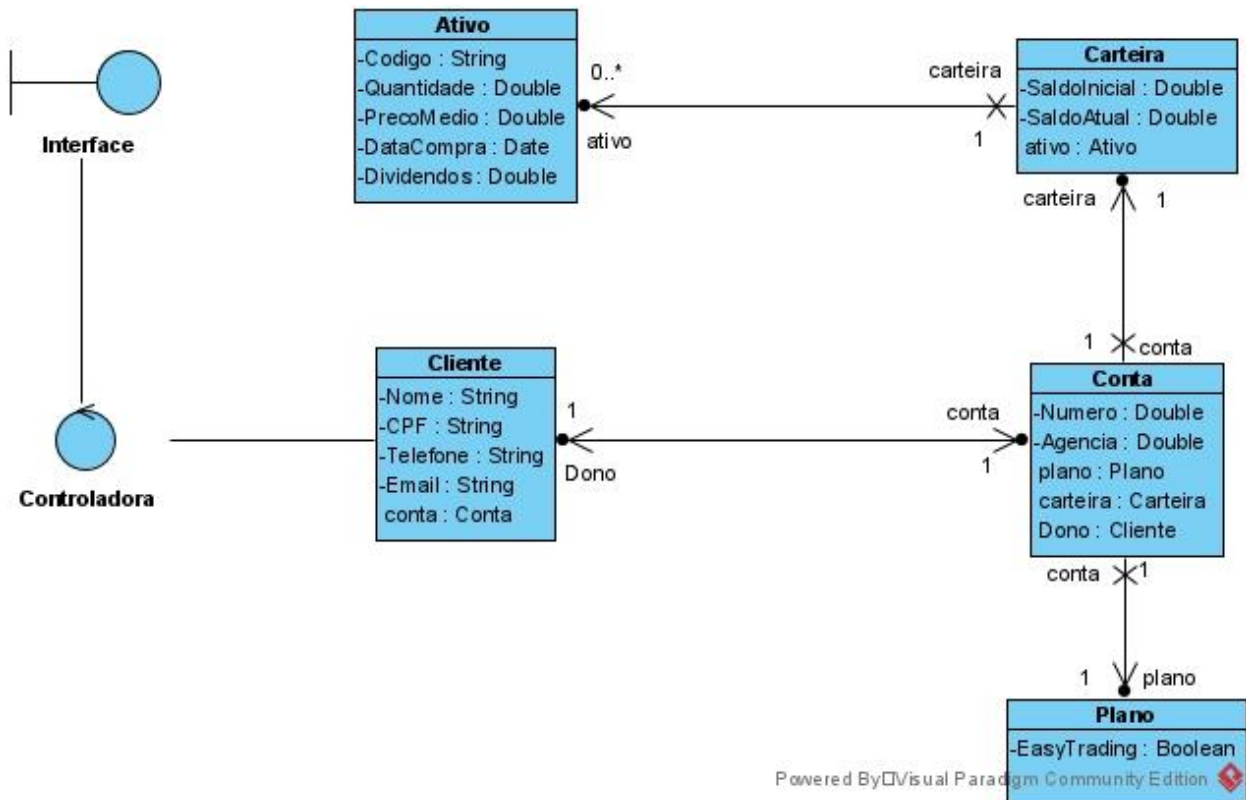 Interface
Controladora
Ativo
-Codigo : String
-Quantidade : Double
-PrecoMedio : Double
-DataCompra : Date
-Dividendos : Double
0..*
ativo
carteira
1
Carteira
-SaldoInicial : Double
-SaldoAtual : Double
ativo : Ativo
carteira
1
1
conta
Cliente
-Nome : String
-CPF : String
-Telefone : String
-Email : String
conta : Conta
1
Dono
conta
1
Conta
-Numero : Double
-Agencia : Double
plano : Plano
carteira : Carteira
Dono : Cliente
conta
1
1
plano
Plano
-EasyTrading : Boolean
Powered By□Visual Paradigm Community Edition